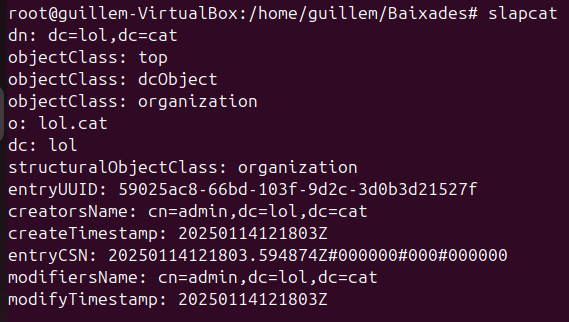 root@guillem-VirtualBox:/home/guillem/Baixades# slapcat
dn: dc=lol,dc=cat
objectClass: top
objectClass: dcObject
objectClass: organization
o: lol.cat
dc: lol
structuralObjectClass: organization
entryUUID: 59025ac8-66bd-103f-9d2c-3d0b3d21527f
creatorsName: cn=admin,dc=lol,dc=cat
createTimestamp: 20250114121803Z
entryCSN: 20250114121803.594874Z#000000#000#000000
modifiersName: cn=admin,dc=lol,dc=cat
modifyTimestamp: 20250114121803Z